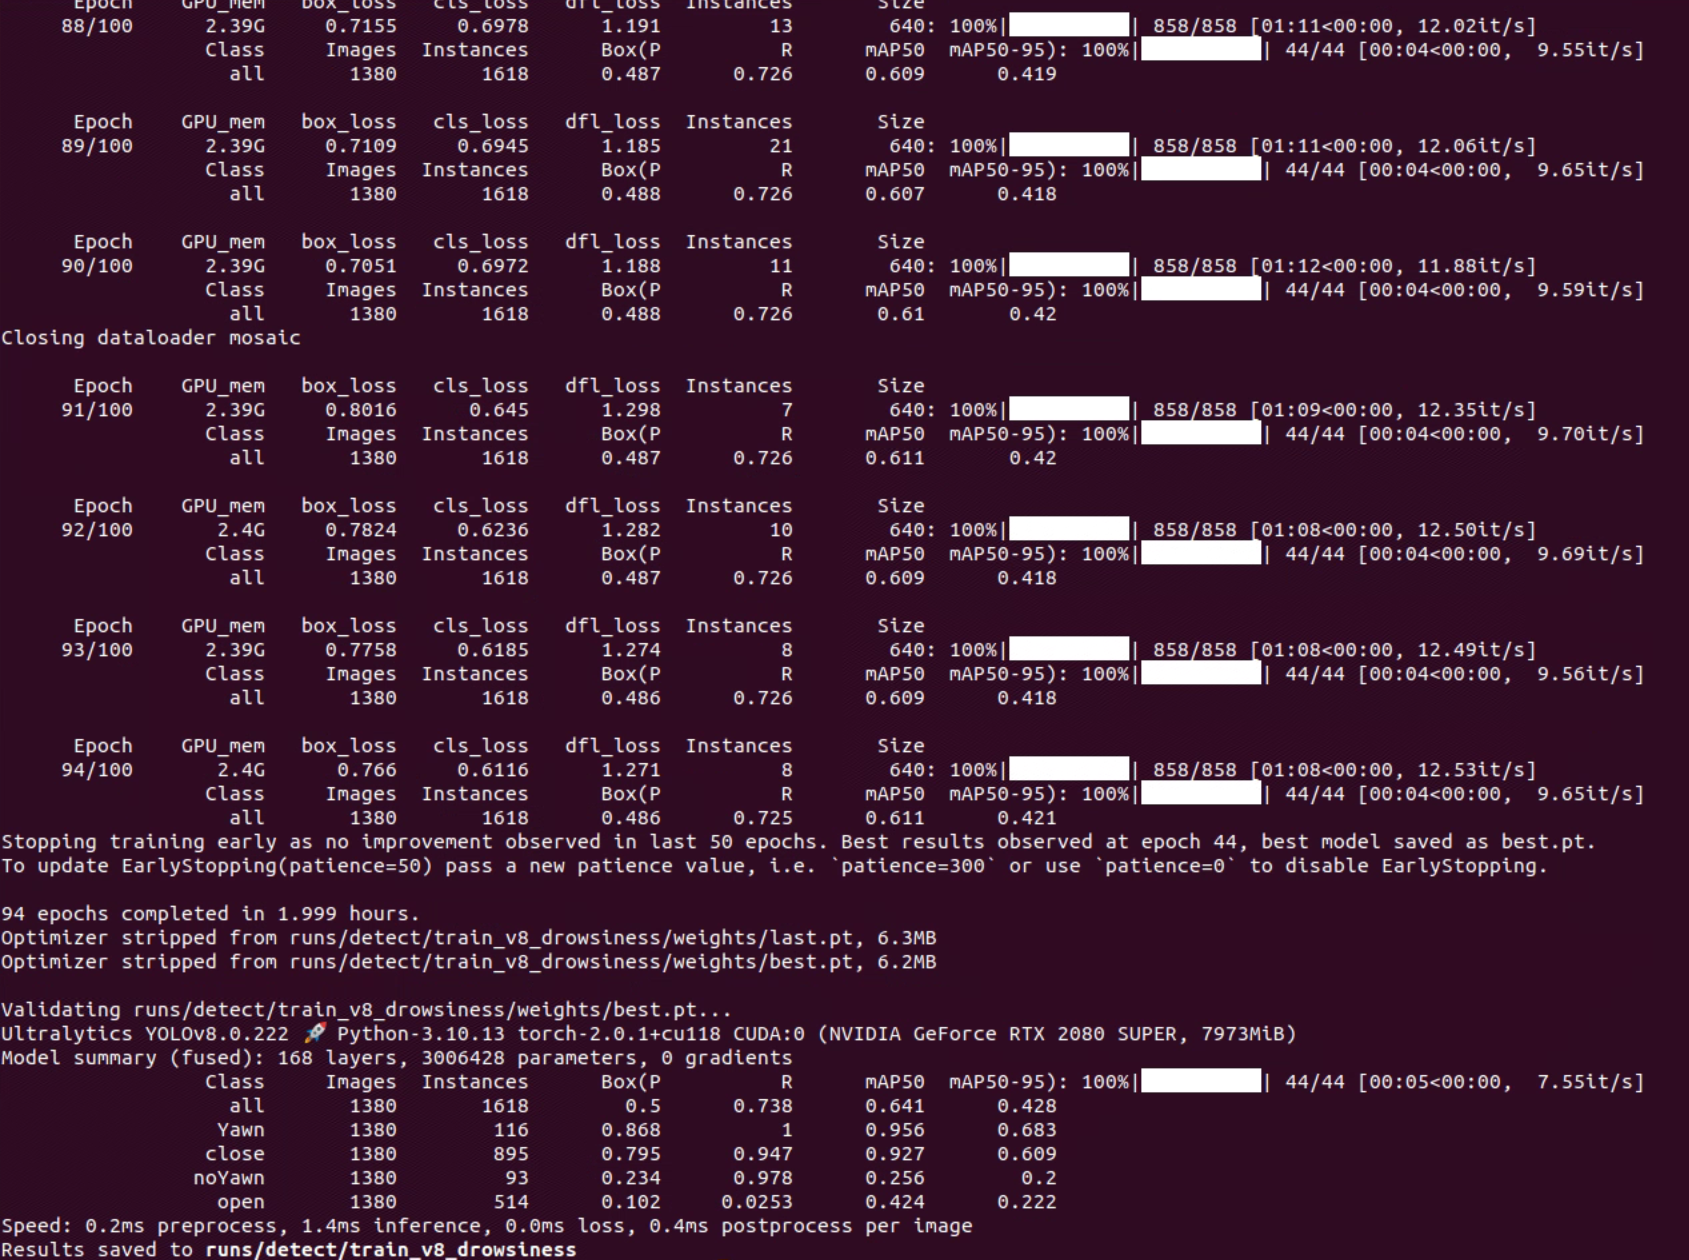 Epoch GPU_mem box_loss cls_loss dfl_loss Instances Size
88/100 2.39G 0.7155 0.6978 1.191 13 640: 100%| | 858/858 [01:11<00:00, 12.02it/s]
Class Images Instances Box(P R mAP50 mAP50-95): 100%| | 44/44 [00:04<00:00, 9.55it/s]
all 1380 1618 0.487 0.726 0.609 0.419
Epoch GPU_mem box_loss cls_loss dfl_loss Instances Size
89/100 2.39G 0.7109 0.6945 1.185 21 640: 100%| | 858/858 [01:11<00:00, 12.06it/s]
Class Images Instances Box(P R mAP50 mAP50-95): 100%| | 44/44 [00:04<00:00, 9.65it/s]
all 1380 1618 0.488 0.726 0.607 0.418
Epoch GPU_mem box_loss cls_loss dfl_loss Instances Size
90/100 2.39G 0.7051 0.6972 1.188 11 640: 100%| | 858/858 [01:12<00:00, 11.88it/s]
Class Images Instances Box(P R mAP50 mAP50-95): 100%| | 44/44 [00:04<00:00, 9.59it/s]
all 1380 1618 0.488 0.726 0.61 0.42
Closing dataloader mosaic
Epoch GPU_mem box_loss cls_loss dfl_loss Instances Size
91/100 2.39G 0.8016 0.645 1.298 7 640: 100%| | 858/858 [01:09<00:00, 12.35it/s]
Class Images Instances Box(P R mAP50 mAP50-95): 100%| | 44/44 [00:04<00:00, 9.70it/s]
all 1380 1618 0.487 0.726 0.611 0.42
Epoch GPU_mem box_loss cls_loss dfl_loss Instances Size
92/100 2.4G 0.7824 0.6236 1.282 10 640: 100%| | 858/858 [01:08<00:00, 12.50it/s]
Class Images Instances Box(P R mAP50 mAP50-95): 100%| | 44/44 [00:04<00:00, 9.69it/s]
all 1380 1618 0.487 0.726 0.609 0.418
Epoch GPU_mem box_loss cls_loss dfl_loss Instances Size
93/100 2.39G 0.7758 0.6185 1.274 8 640: 100%| | 858/858 [01:08<00:00, 12.49it/s]
Class Images Instances Box(P R mAP50 mAP50-95): 100%| | 44/44 [00:04<00:00, 9.56it/s]
all 1380 1618 0.486 0.726 0.609 0.418
Epoch GPU_mem box_loss cls_loss dfl_loss Instances Size
94/100 2.4G 0.766 0.6116 1.271 8 640: 100%| | 858/858 [01:08<00:00, 12.53it/s]
Class Images Instances Box(P R mAP50 mAP50-95): 100%| | 44/44 [00:04<00:00, 9.65it/s]
all 1380 1618 0.486 0.725 0.611 0.421
Stopping training early as no improvement observed in last 50 epochs. Best results observed at epoch 44, best model saved as best.pt.
To update EarlyStopping(patience=50) pass a new patience value, i.e. `patience=300` or use `patience=0` to disable EarlyStopping.
94 epochs completed in 1.999 hours.
Optimizer stripped from runs/detect/train_v8_drowsiness/weights/last.pt, 6.3MB
Optimizer stripped from runs/detect/train_v8_drowsiness/weights/best.pt, 6.2MB
Validating runs/detect/train_v8_drowsiness/weights/best.pt...
Ultralytics YOLOv8.0.222 🚀 Python-3.10.13 torch-2.0.1+cu118 CUDA:0 (NVIDIA GeForce RTX 2080 SUPER, 7973MiB)
Model summary (fused): 168 layers, 3006428 parameters, 0 gradients
Class Images Instances Box(P R mAP50 mAP50-95): 100%| | 44/44 [00:05<00:00, 7.55it/s]
all 1380 1618 0.5 0.738 0.641 0.428
Yawn 1380 116 0.868 1 0.956 0.683
close 1380 895 0.795 0.947 0.927 0.609
noYawn 1380 93 0.234 0.978 0.256 0.2
open 1380 514 0.102 0.0253 0.424 0.222
Speed: 0.2ms preprocess, 1.4ms inference, 0.0ms loss, 0.4ms postprocess per image
Results saved to runs/detect/train_v8_drowsiness